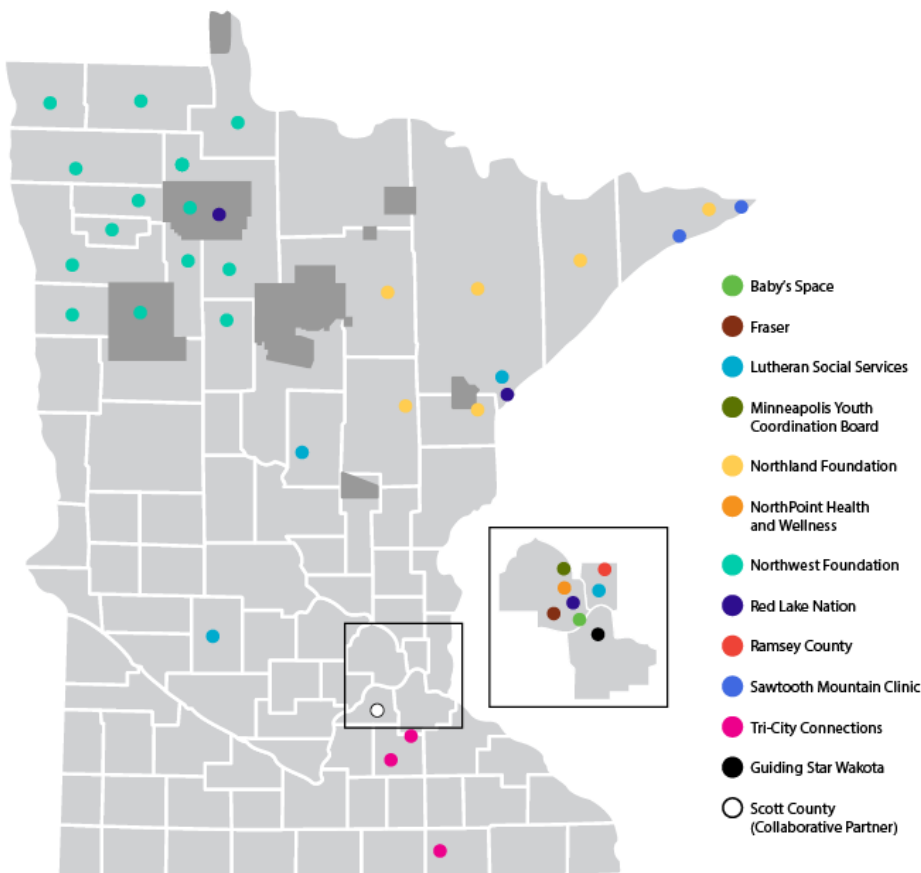 Baby's Space
Fraser
Lutheran Social Services
Minneapolis Youth
Coordination Board
Northland Foundation
NorthPoint Health
and Wellness
Northwest Foundation
Red Lake Nation
Ramsey County
Sawtooth Mountain Clinic
Tri-City Connections
Guiding Star Wakota
Scott County
(Collaborative Partner)